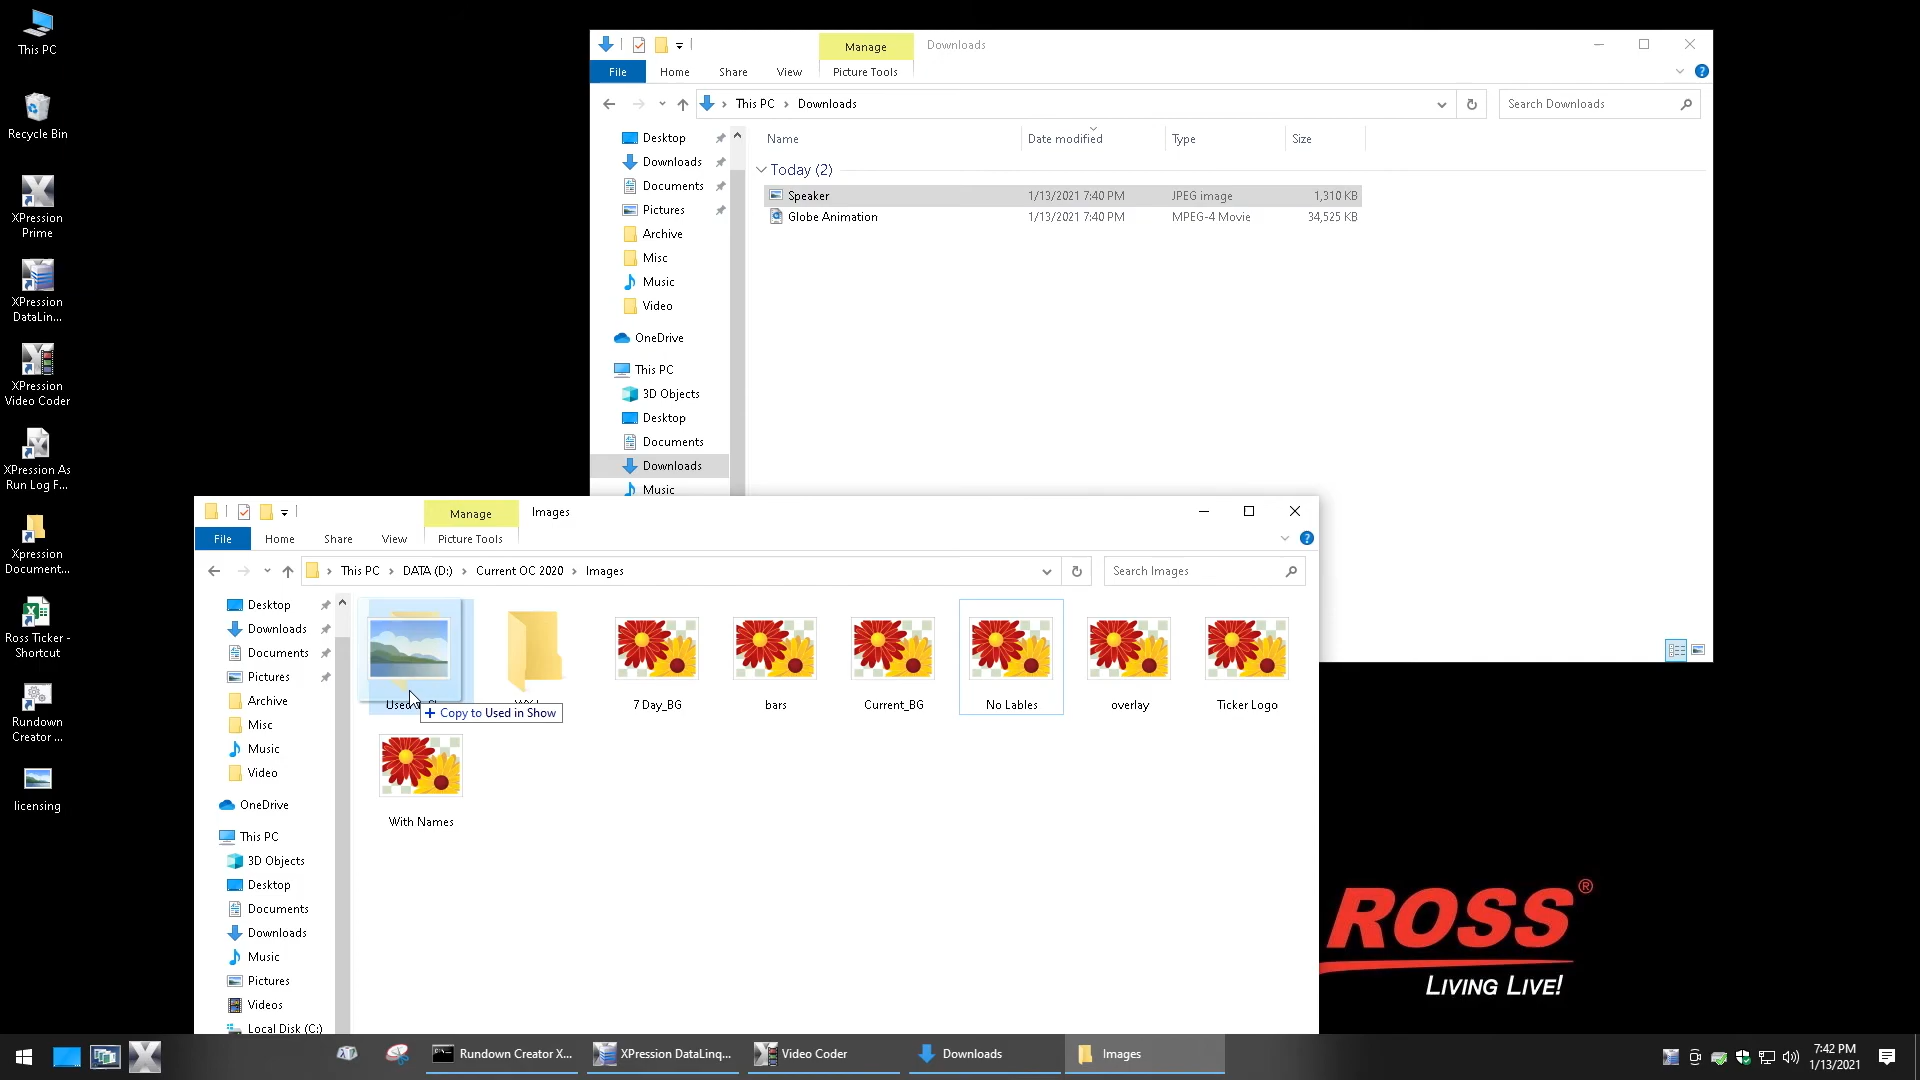 This PC
Recycle Bin
XPression
Prime
XPression
DataLin...
XPression
Video Coder
XPression As
Run Log F...
Xpression
Document...
Ross Ticker -
Shortcut
Rundown
Creator ...
licensing
Manage
Downloads
File
Home
Share
View
Picture Tools
This PC
Downloads
Search Downloads
Desktop
Downloads
Documents
Pictures
Archive
Misc
Music
Video
OneDrive
This PC
3D Objects
Desktop
Documents
Downloads
Music
Name
Date modified
Type
Size
Today (2)
Speaker
1/13/2021 7:40 PM
JPEG image
1,310 KB
Globe Animation
1/13/2021 7:40 PM
MPEG-4 Movie
34,525 KB
Manage
Images
File
Home
Share
View
Picture Tools
This PC
DATA (D:)
Current OC 2020
Images
Search Images
Desktop
Downloads
Documents
Pictures
Archive
Misc
Music
Video
OneDrive
This PC
3D Objects
Desktop
Documents
Downloads
Music
Pictures
Videos
Local Disk (C:)
Copy to Used in Show
7 Day_BG
bars
Current_BG
No Lables
overlay
Ticker Logo
With Names
ROSS®
LIVING LIVE!
Rundown Creator X...
XPression DataLinq...
Video Coder
Downloads
Images
7:42 PM
1/13/2021